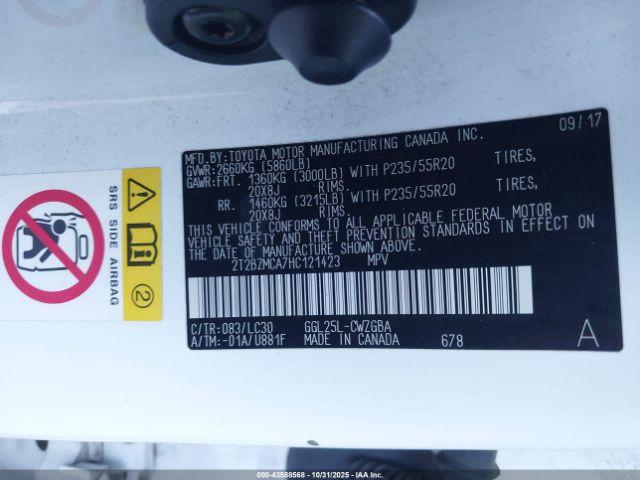 MFD.BY:TOYOTA MOTOR MANUFACTURING CANADA INC. 09/17
GVWR:2660KG (5860LB)
GAWR:FRT. 1360KG (3000LB) WITH P235/55R20 TIRES,
20X8J RIMS.
RR. 1460KG (3215LB) WITH P235/55R20 TIRES,
20X8J RIMS.
THIS VEHICLE CONFORMS TO ALL APPLICABLE FEDERAL MOTOR
VEHICLE SAFETY AND THEFT PREVENTION STANDARDS IN EFFECT ON
THE DATE OF MANUFACTURE SHOWN ABOVE.
2T2BZMCA7HC121423 MPV
C/TR:083/LC30 GGL25L-CWZGBA
A/TM:-01A/U881F MADE IN CANADA 678 A
SRS SIDE AIRBAG
2
000-43588568 - 10/31/2025 - IAA Inc.